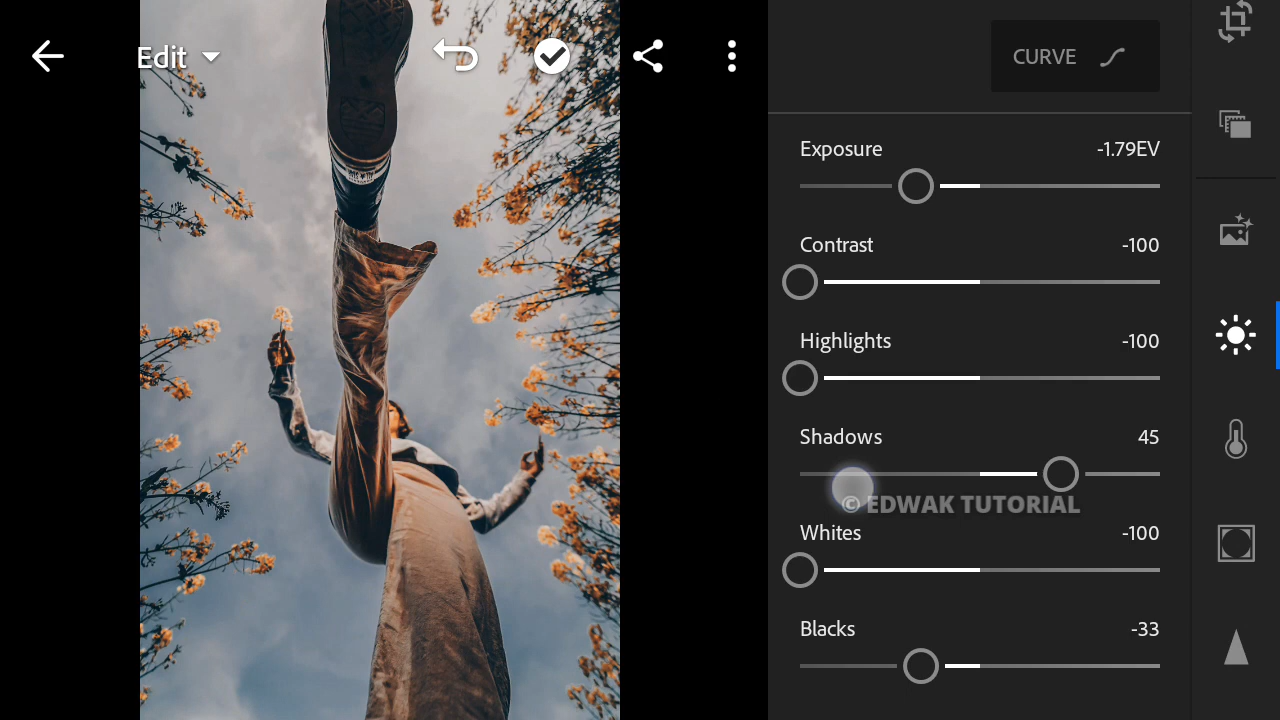 Edit
CURVE
Exposure -1.79EV
Contrast -100
Highlights -100
Shadows 45
© EDWAK TUTORIAL
Whites -100
Blacks -33